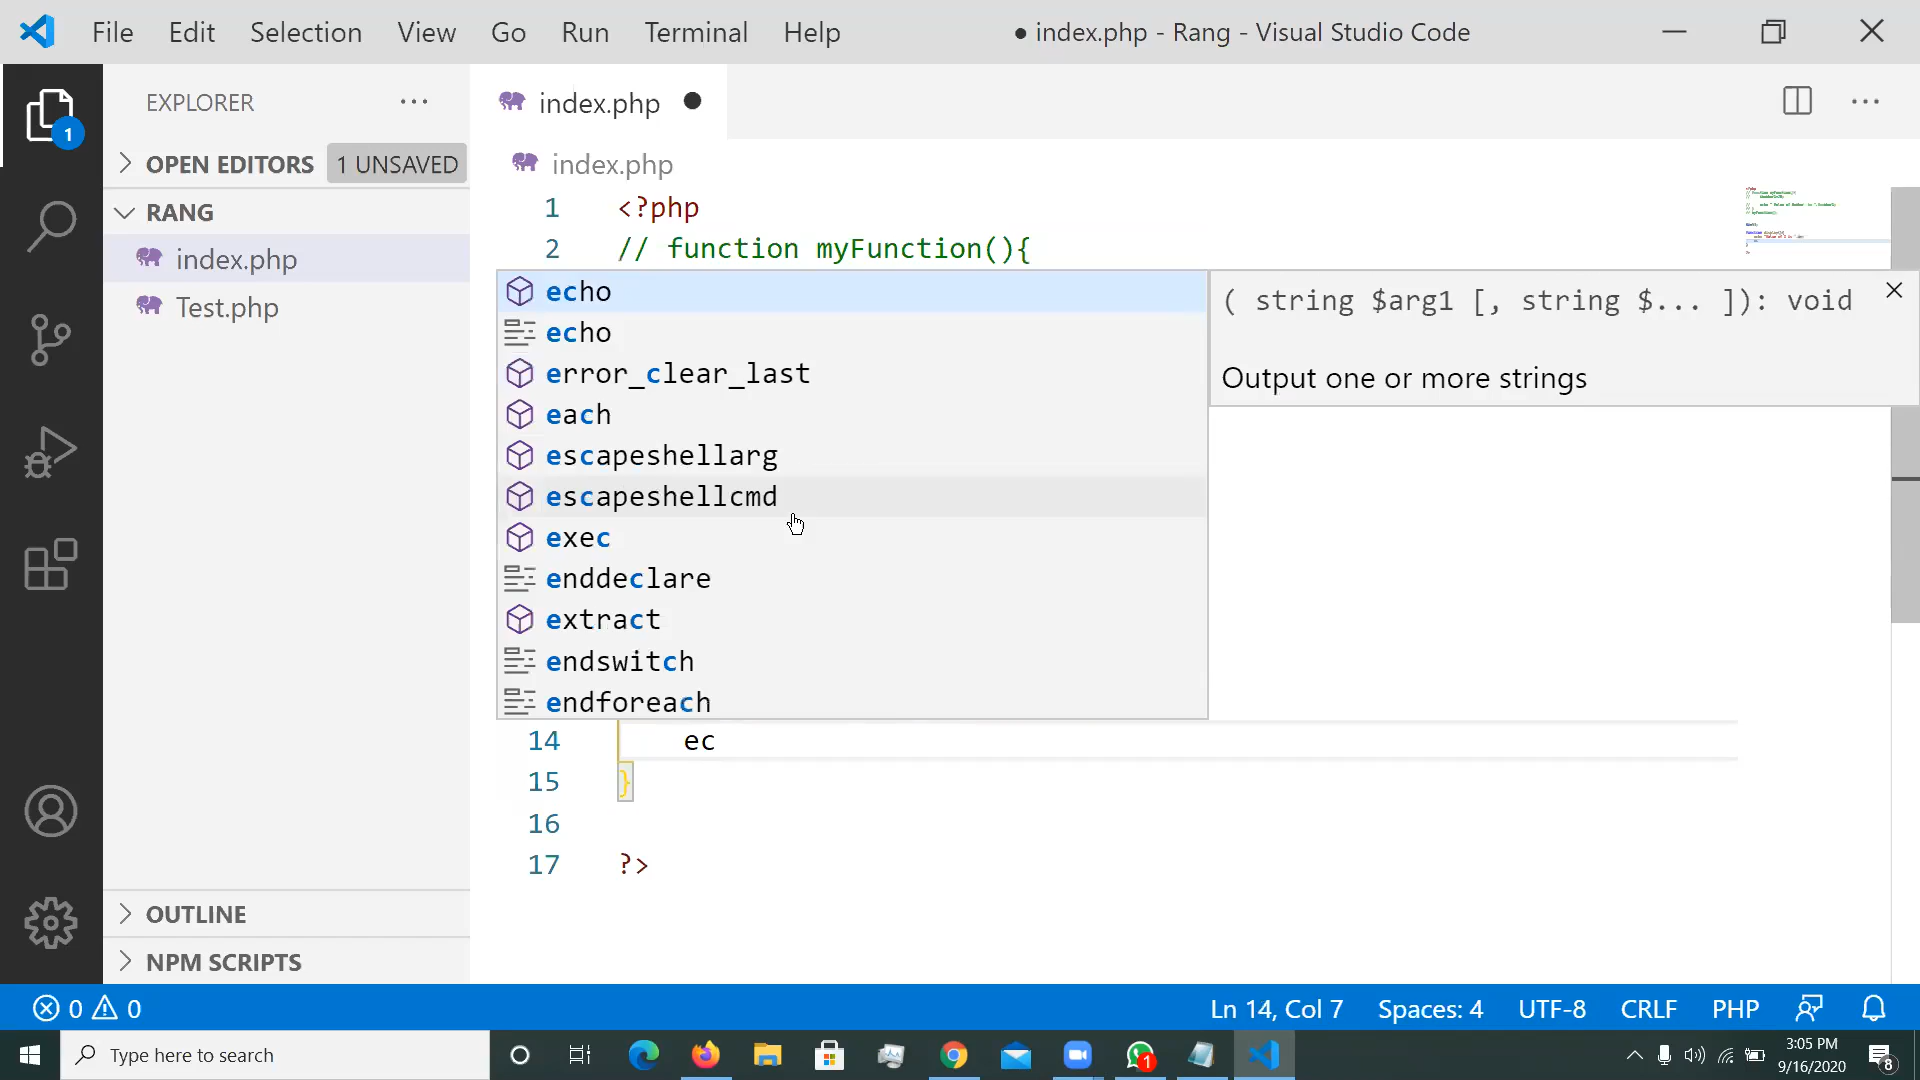 File Edit Selection View Go Run Terminal Help
● index.php - Rang - Visual Studio Code
EXPLORER
1
OPEN EDITORS 1 UNSAVED
RANG
index.php
Test.php
OUTLINE
NPM SCRIPTS
index.php
index.php
1 <?php
2 // function myFunction(){
echo
echo
error_clear_last
each
escapeshellarg
escapeshellcmd
exec
enddeclare
extract
endswitch
endforeach
( string $arg1 [, string $... ]): void
Output one or more strings
14 ec
15 }
16
17 ?>
0 0
Ln 14, Col 7 Spaces: 4 UTF-8 CRLF PHP
Type here to search
1
3:05 PM
9/16/2020
8